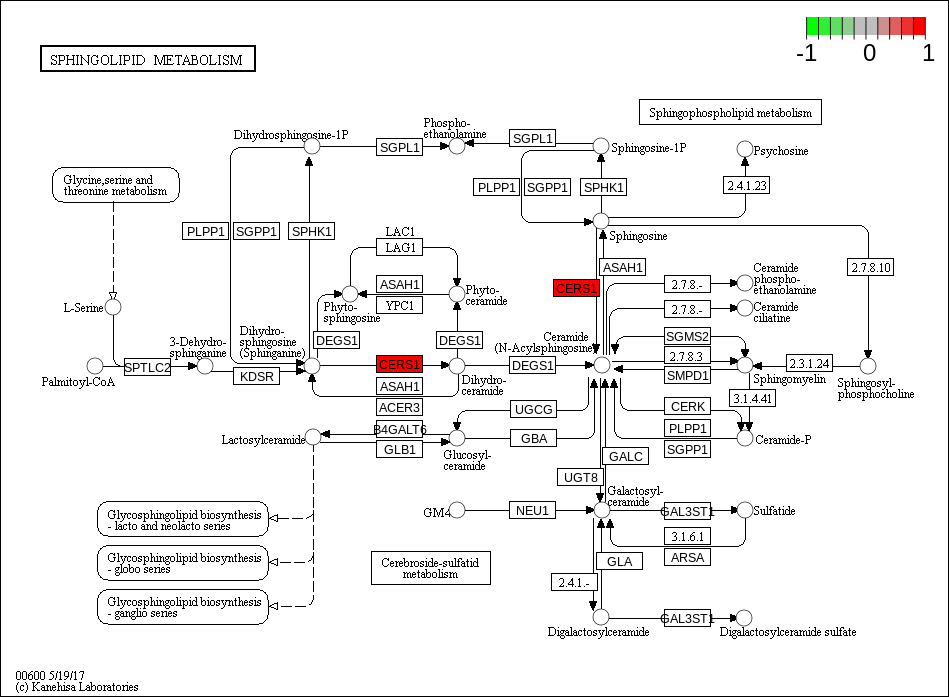 -1 0 1
SPHINGOLIPID METABOLISM
Sphingophospholipid metabolism
Dihydrosphingosine-1P
SGPL1
Phospho-
ethanolamine
SGPL1
Sphingosine-1P
Psychosine
Glycine,serine and
threonine metabolism
PLPP1
SGPP1
SPHK1
2.4.1.23
PLPP1
SGPP1
SPHK1
LAC1
LAG1
Sphingosine
ASAH1
2.7.8.10
CERS1
ASAH1
YPC1
Phyto-
sphingosine
Phyto-
ceramide
2.7.8.-
Ceramide
phospho-
ethanolamine
2.7.8.-
Ceramide
ciliatine
L-Serine
3-Dehydro-
sphinganine
Dihydro-
sphingosine
(Sphinganine)
DEGS1
DEGS1
Ceramide
(N-Acylsphingosine)
SGMS2
2.7.8.3
SMPD1
Palmitoyl-CoA
SPTLC2
KDSR
CERS1
ASAH1
ACER3
Dihydro-
ceramide
DEGS1
Sphingomyelin
2.3.1.24
Sphingosyl-
phosphocholine
3.1.4.41
UGCG
GBA
CERK
PLPP1
SGPP1
Ceramide-P
Lactosylceramide
B4GALT6
GLB1
Glucosyl-
ceramide
GALC
UGT8
Galactosyl-
ceramide
GM4
NEU1
GAL3ST1
Sulfatide
3.1.6.1
ARSA
Glycosphingolipid biosynthesis
- lacto and neolacto series
Glycosphingolipid biosynthesis
- globo series
Glycosphingolipid biosynthesis
- ganglio series
Cerebroside-sulfatid
metabolism
GLA
2.4.1.-
Digalactosylceramide
GAL3ST1
Digalactosylceramide sulfate
00600 5/19/17
(c) Kanehisa Laboratories